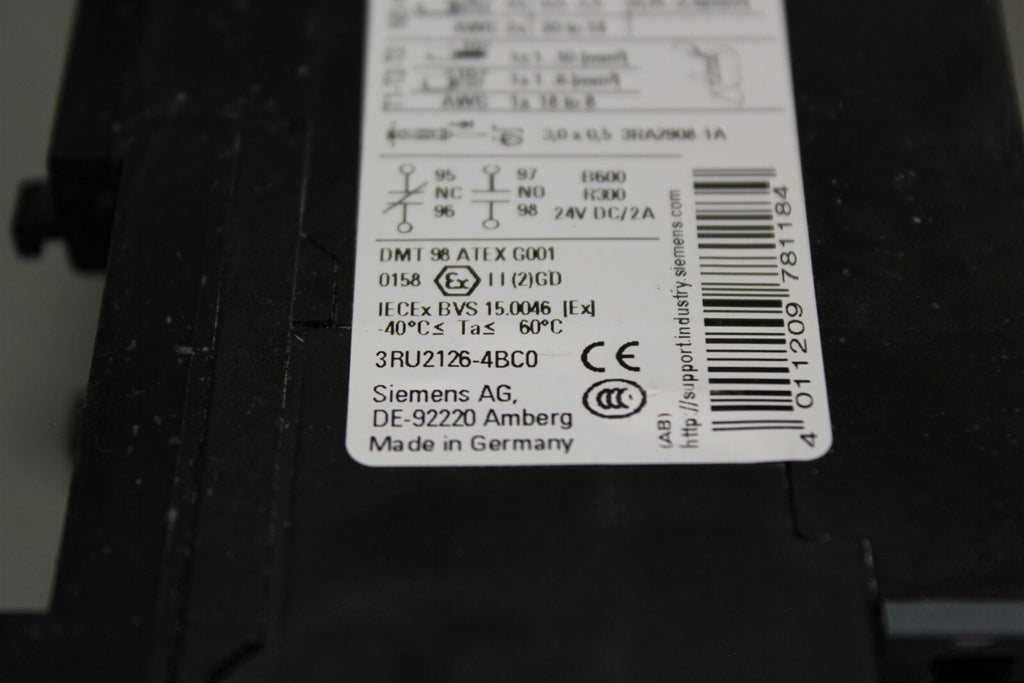 AWG 2x 20 to 14
1x 1..10 [mm²]
1x 1..6 [mm²]
AWG 1x 18 to 8
3,0 x 0,5 3RA2908-1A
95 97 B600
NC NO R300
96 98 24V DC/2A
DMT 98 ATEX G001
0158 Ex II (2)GD
IECEx BVS 15.0046 [Ex]
-40°C≤ Ta≤ 60°C
3RU2126-4BC0 CE
Siemens AG, CCC
DE-92220 Amberg
Made in Germany
(AB)
http://support.industry.siemens.com
4 011209 781184